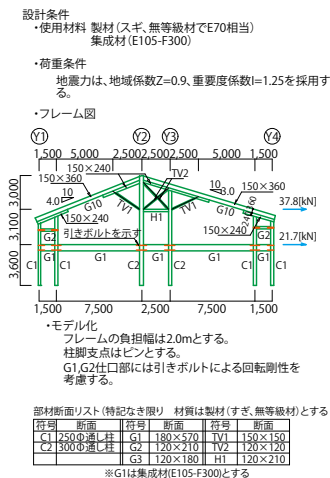 設計条件
・使用材料 製材(スギ、無等級材でE70相当)
集成材(E105-F300)
・荷重条件
地震力は、地域係数Z=0.9、重要度係数I=1.25を採用す
る。
・フレーム図
Y1 Y2 Y3 Y4
1,500 5,000 2,500 2,500 5,000 1,500
150×240 TV2
150×360 10 3.0 150×360
10 4.0 G10 TV1 TV1 G10 60
150×240 H1 150×240 37.8[kN]
G2 引きボルトを示す G2
G1 G1 G1 G1 21.7[kN]
C1 C1 C2 C2 C1 C1
3,000
3,100
3,600
1,500 7,500 2,500 7,500 1,500
・モデル化
フレームの負担幅は2.0mとする。
柱脚支点はピンとする。
G1,G2仕口部には引きボルトによる回転剛性を
考慮する。
部材断面リスト（特記なき限り 材質は製材(すぎ、無等級材)とする
符号 断面 符号 断面 符号 断面
C1 250Φ通し柱 G1 180×570 TV1 150×150
C2 300Φ通し柱 G2 120×210 TV2 120×120
G3 120×180 H1 120×210
※G1は集成材(E105-F300)とする